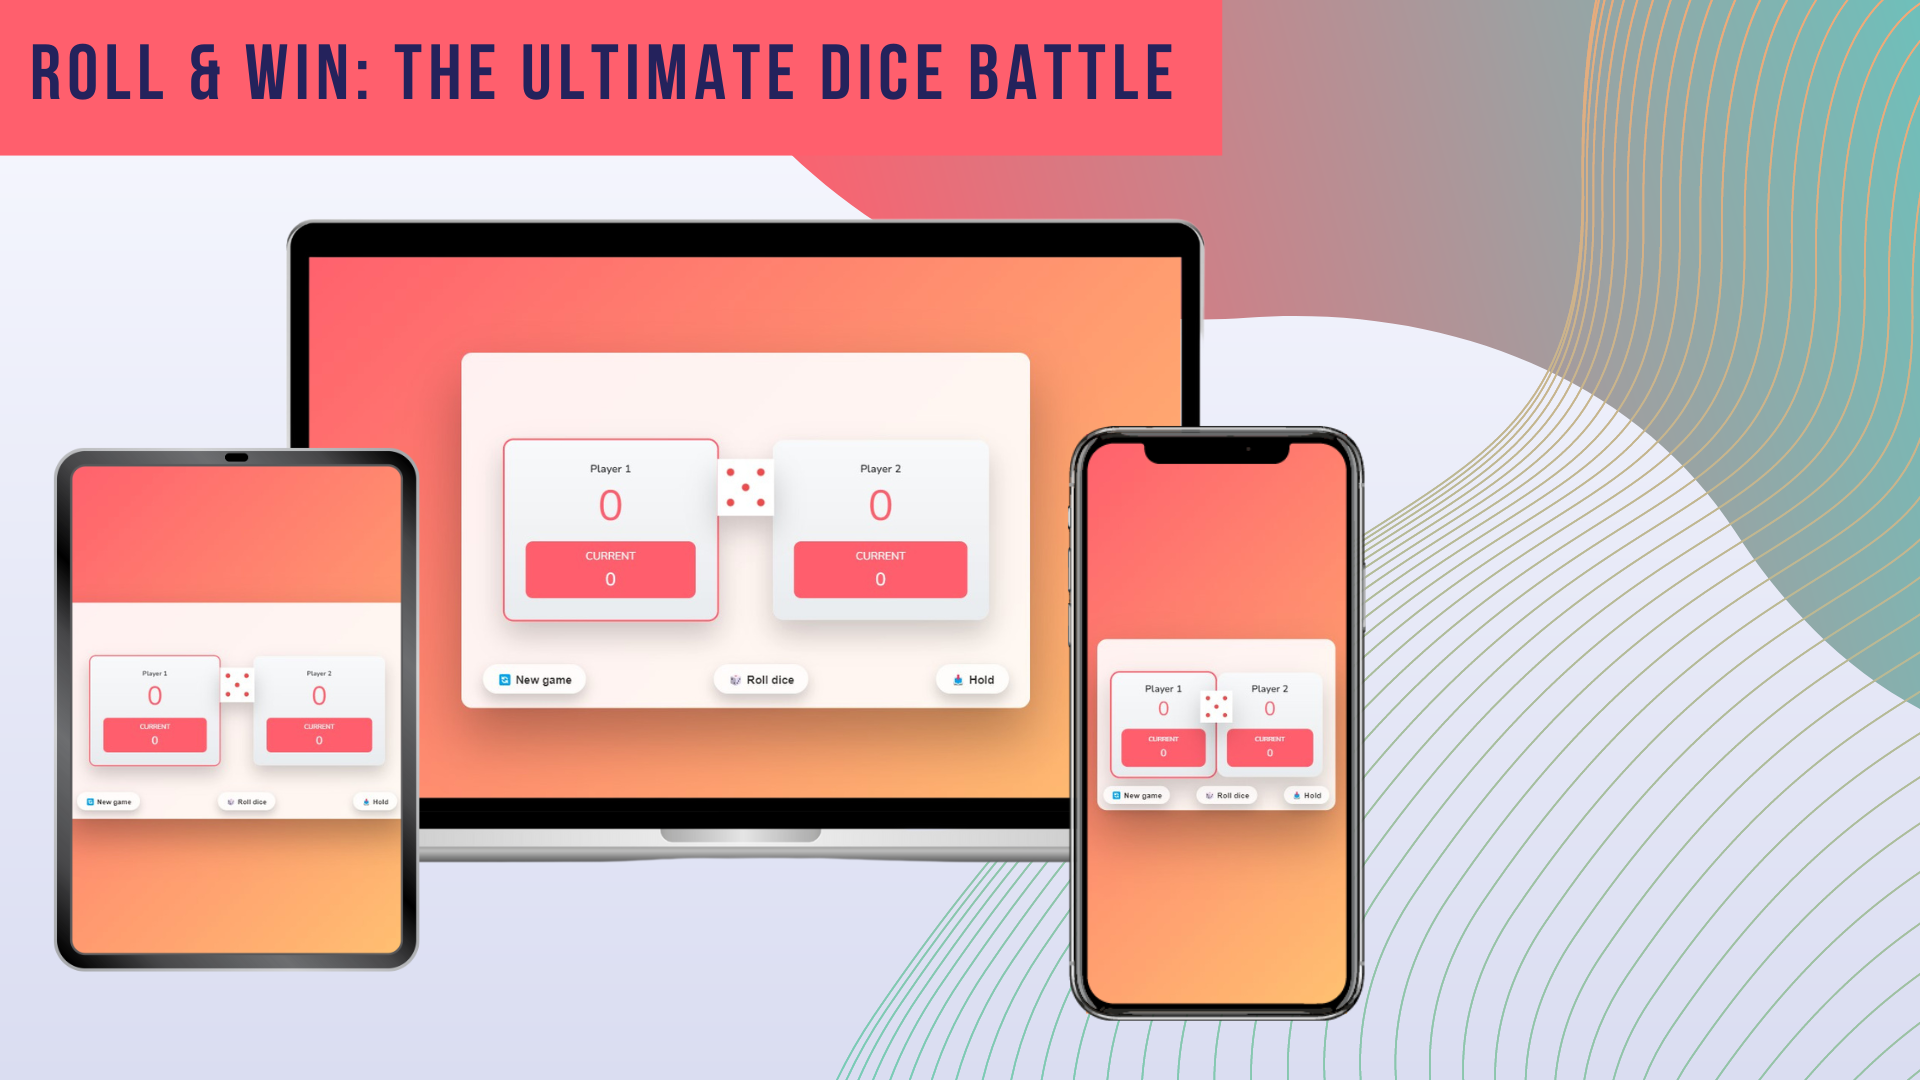 ROLL & WIN: THE ULTIMATE DICE BATTLE
Player 1
0
CURRENT
0
Player 2
0
CURRENT
0
New game
Roll dice
Hold
Player 1
0
CURRENT
0
Player 2
0
CURRENT
0
New game
Roll dice
Hold
Player 1
0
CURRENT
0
Player 2
0
CURRENT
0
New game
Roll dice
Hold